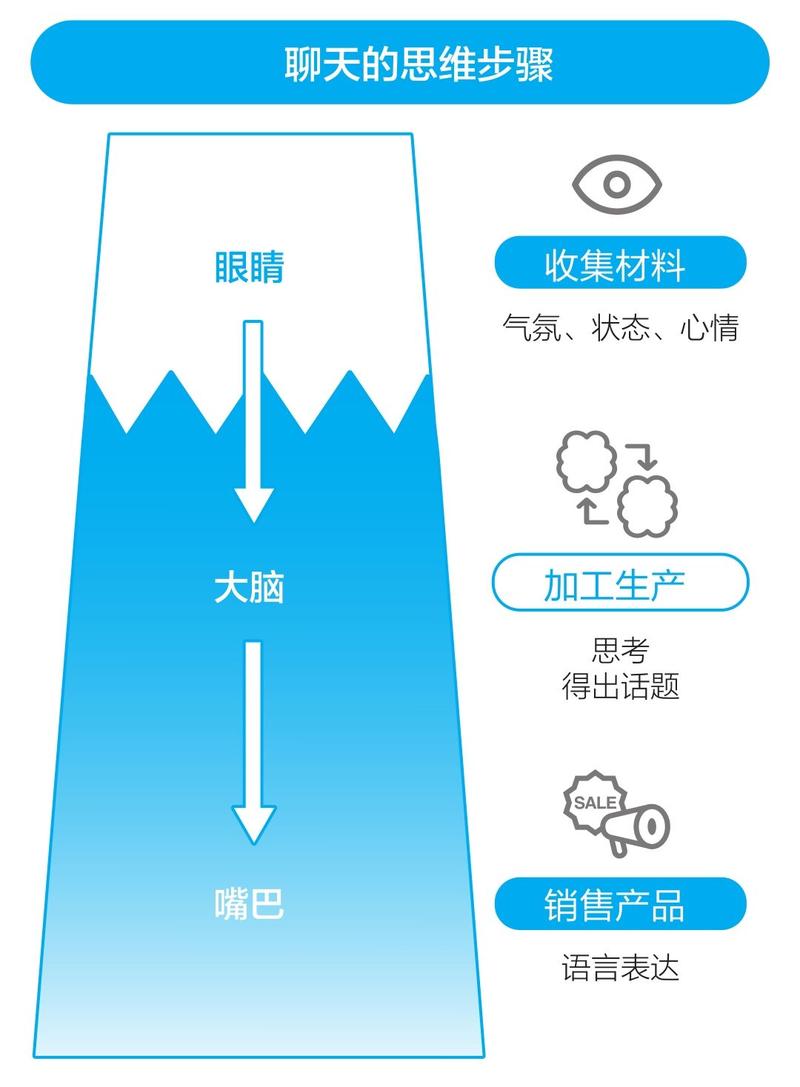 聊天的思维步骤
眼睛
收集材料
气氛、状态、心情
大脑
加工生产
思考
得出话题
SALE
嘴巴
销售产品
语言表达